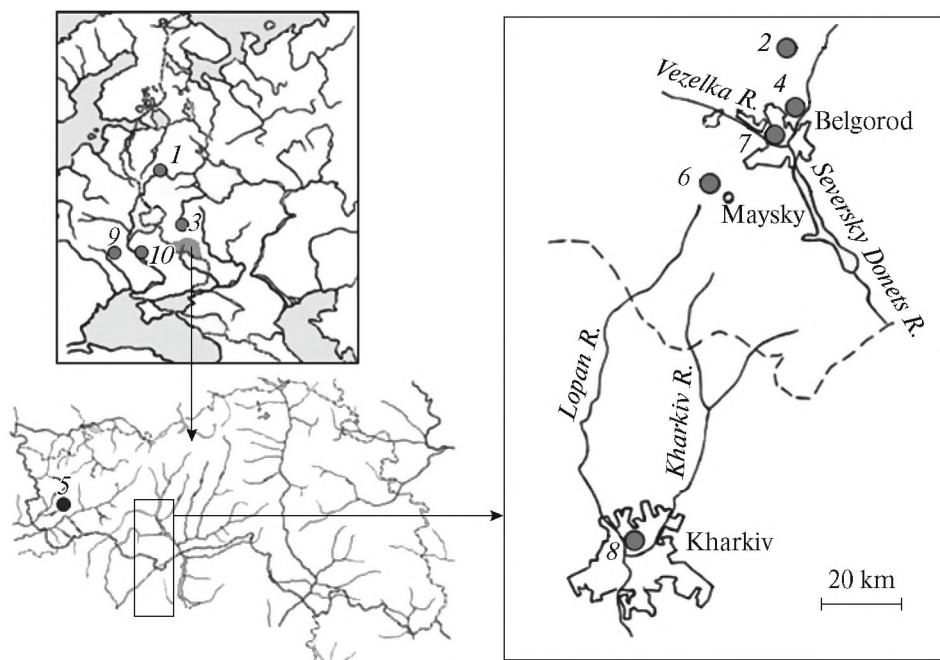 1
3
9
10
5
2
4
Vezelka R.
Belgorod
7
6
Maysky
Seversky Donets R.
Lopan R.
Kharkiv R.
Kharkiv
8
20 km